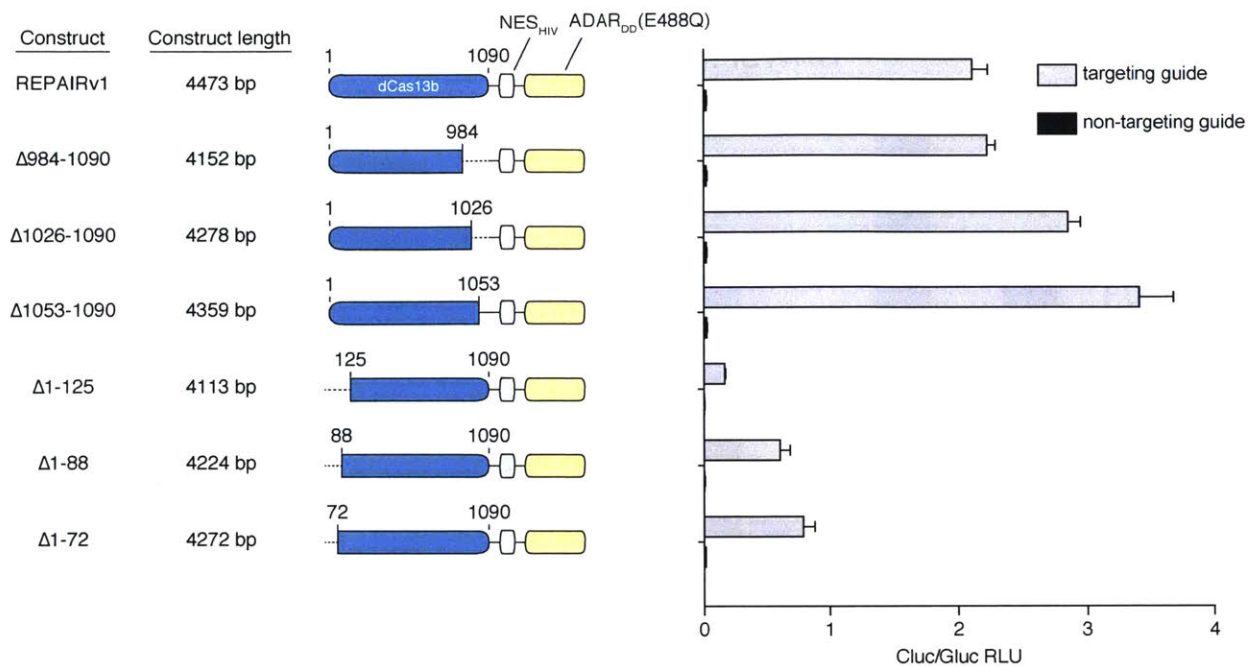 NES_HIV ADAR_DD(E488Q)
Construct Construct length
1 1090
REPAIRv1 4473 bp dCas13b
1 984
Δ984-1090 4152 bp
1 1026
Δ1026-1090 4278 bp
1 1053
Δ1053-1090 4359 bp
125 1090
Δ1-125 4113 bp
88 1090
Δ1-88 4224 bp
72 1090
Δ1-72 4272 bp
targeting guide
non-targeting guide
0 1 2 3 4
Cluc/Gluc RLU